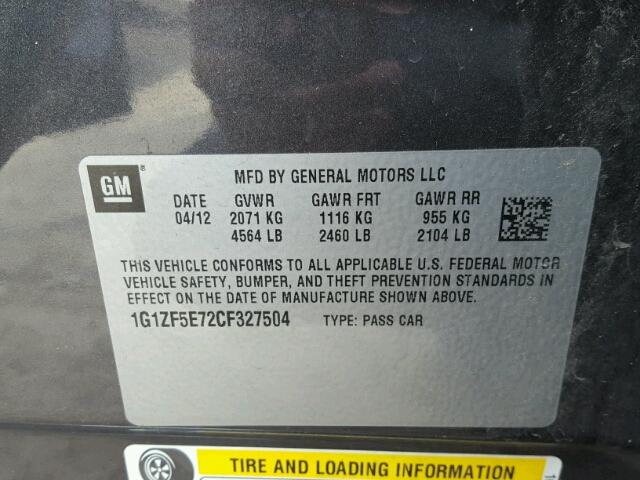 GM ®
MFD BY GENERAL MOTORS LLC
DATE GVWR GAWR FRT GAWR RR
04/12 2071 KG 1116 KG 955 KG
4564 LB 2460 LB 2104 LB
THIS VEHICLE CONFORMS TO ALL APPLICABLE U.S. FEDERAL MOTOR
VEHICLE SAFETY, BUMPER, AND THEFT PREVENTION STANDARDS IN
EFFECT ON THE DATE OF MANUFACTURE SHOWN ABOVE.
1G1ZF5E72CF327504 TYPE: PASS CAR
TIRE AND LOADING INFORMATION